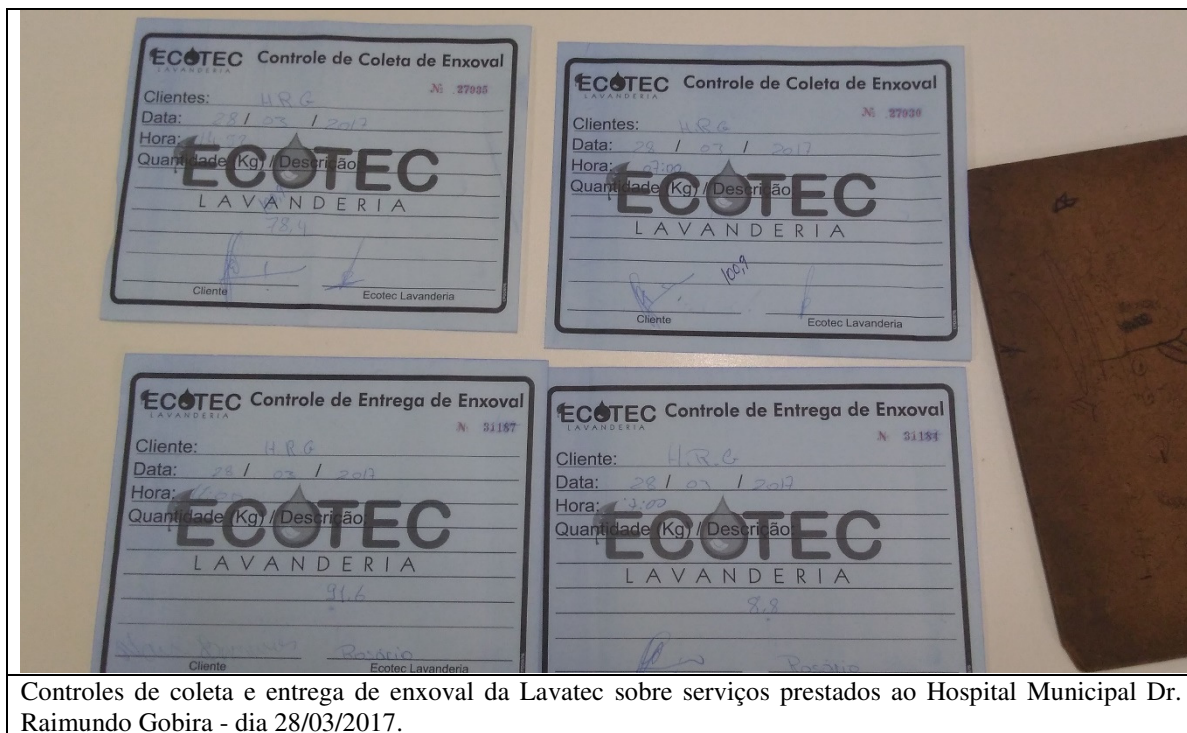 ECOTEC Controle de Coleta de Enxoval
LAVANDERIA
Nº 27935
Clientes: H.R.G
Data: 28 / 03 / 2017
Hora:
Quantidade (Kg) / Descrição:
ECOTEC
LAVANDERIA
78,4
Cliente Ecotec Lavanderia
ECOTEC Controle de Coleta de Enxoval
LAVANDERIA
Nº 27936
Clientes: H.R.G
Data: 28 / 03 / 2017
Hora: 07:00
Quantidade (Kg) / Descrição:
ECOTEC
LAVANDERIA
100,9
Cliente Ecotec Lavanderia
ECOTEC Controle de Entrega de Enxoval
LAVANDERIA
Nº 31187
Cliente: H.R.G
Data: 28 / 03 / 2017
Hora:
Quantidade (Kg) / Descrição:
ECOTEC
LAVANDERIA
91,6
Rosário
Cliente Ecotec Lavanderia
ECOTEC Controle de Entrega de Enxoval
LAVANDERIA
Nº 31184
Cliente: H.R.G
Data: 28 / 03 / 2017
Hora: 7:00
Quantidade (Kg) / Descrição:
ECOTEC
LAVANDERIA
8,8
Rosário
Cliente Ecotec Lavanderia
Controles de coleta e entrega de enxoval da Lavatec sobre serviços prestados ao Hospital Municipal Dr.
Raimundo Gobira - dia 28/03/2017.